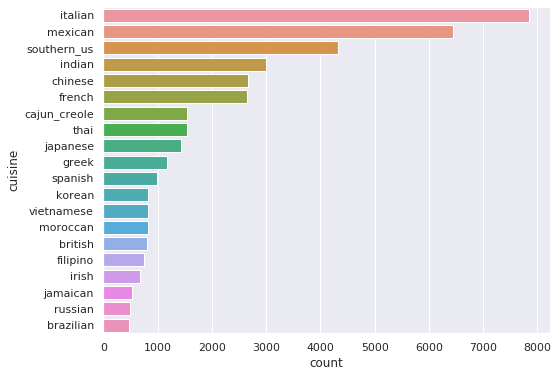 italian
mexican
southern_us
indian
chinese
french
cajun_creole
thai
japanese
greek
spanish
korean
vietnamese
moroccan
british
filipino
irish
jamaican
russian
brazilian
cuisine
0 1000 2000 3000 4000 5000 6000 7000 8000
count